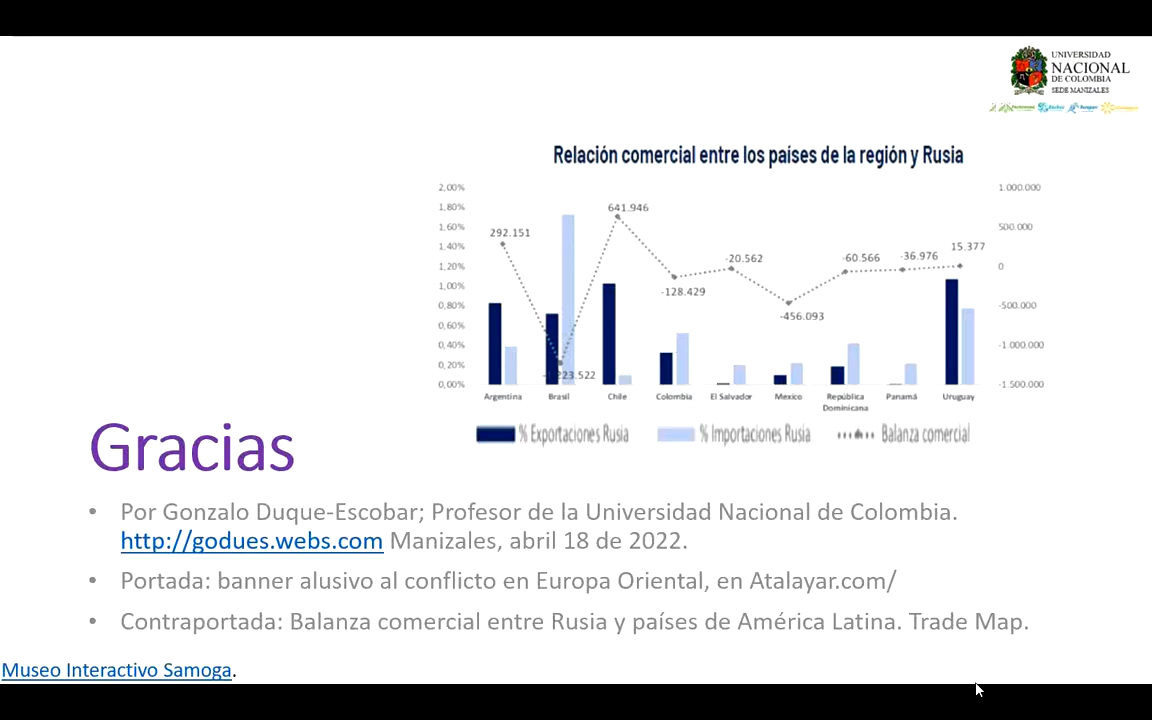 UNIVERSIDAD
NACIONAL
DE COLOMBIA
SEDE MANIZALES
Relación comercial entre los países de la región y Rusia
2,00%
1,80%
1,60%
1,40%
1,20%
1,00%
0,80%
0,60%
0,40%
0,20%
0,00%
1.000.000
500.000
0
-500.000
-1.000.000
-1.500.000
292.151
641.946
-128.429
-20.562
-456.093
-60.566
-36.976
15.377
Argentina Brasil Chile Colombia El Salvador Mexico República Panamá Uruguay
Dominicana
% Exportaciones Rusia % Importaciones Rusia Balanza comercial
Gracias
• Por Gonzalo Duque-Escobar; Profesor de la Universidad Nacional de Colombia.
http://godues.webs.com Manizales, abril 18 de 2022.
• Portada: banner alusivo al conflicto en Europa Oriental, en Atalayar.com/
• Contraportada: Balanza comercial entre Rusia y países de América Latina. Trade Map.
Museo Interactivo Samoga.